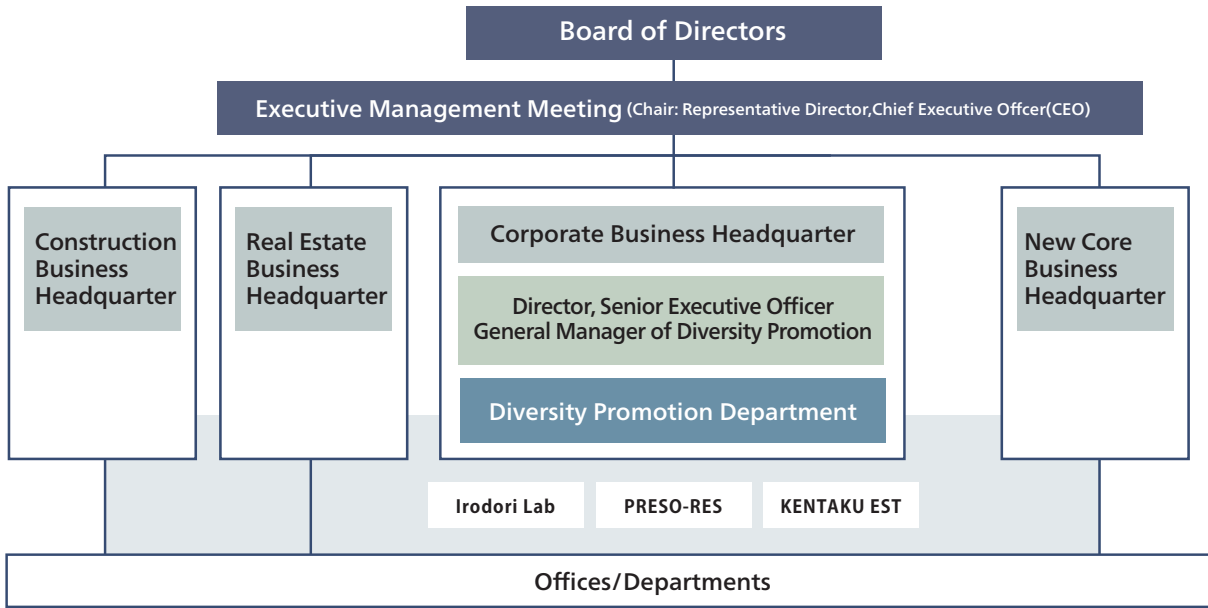 Board of Directors
Executive Management Meeting (Chair: Representative Director,Chief Executive Offcer(CEO)
Construction
Business
Headquarter
Real Estate
Business
Headquarter
Corporate Business Headquarter
Director, Senior Executive Officer
General Manager of Diversity Promotion
Diversity Promotion Department
New Core
Business
Headquarter
Irodori Lab
PRESO-RES
KENTAKU EST
Offices/Departments